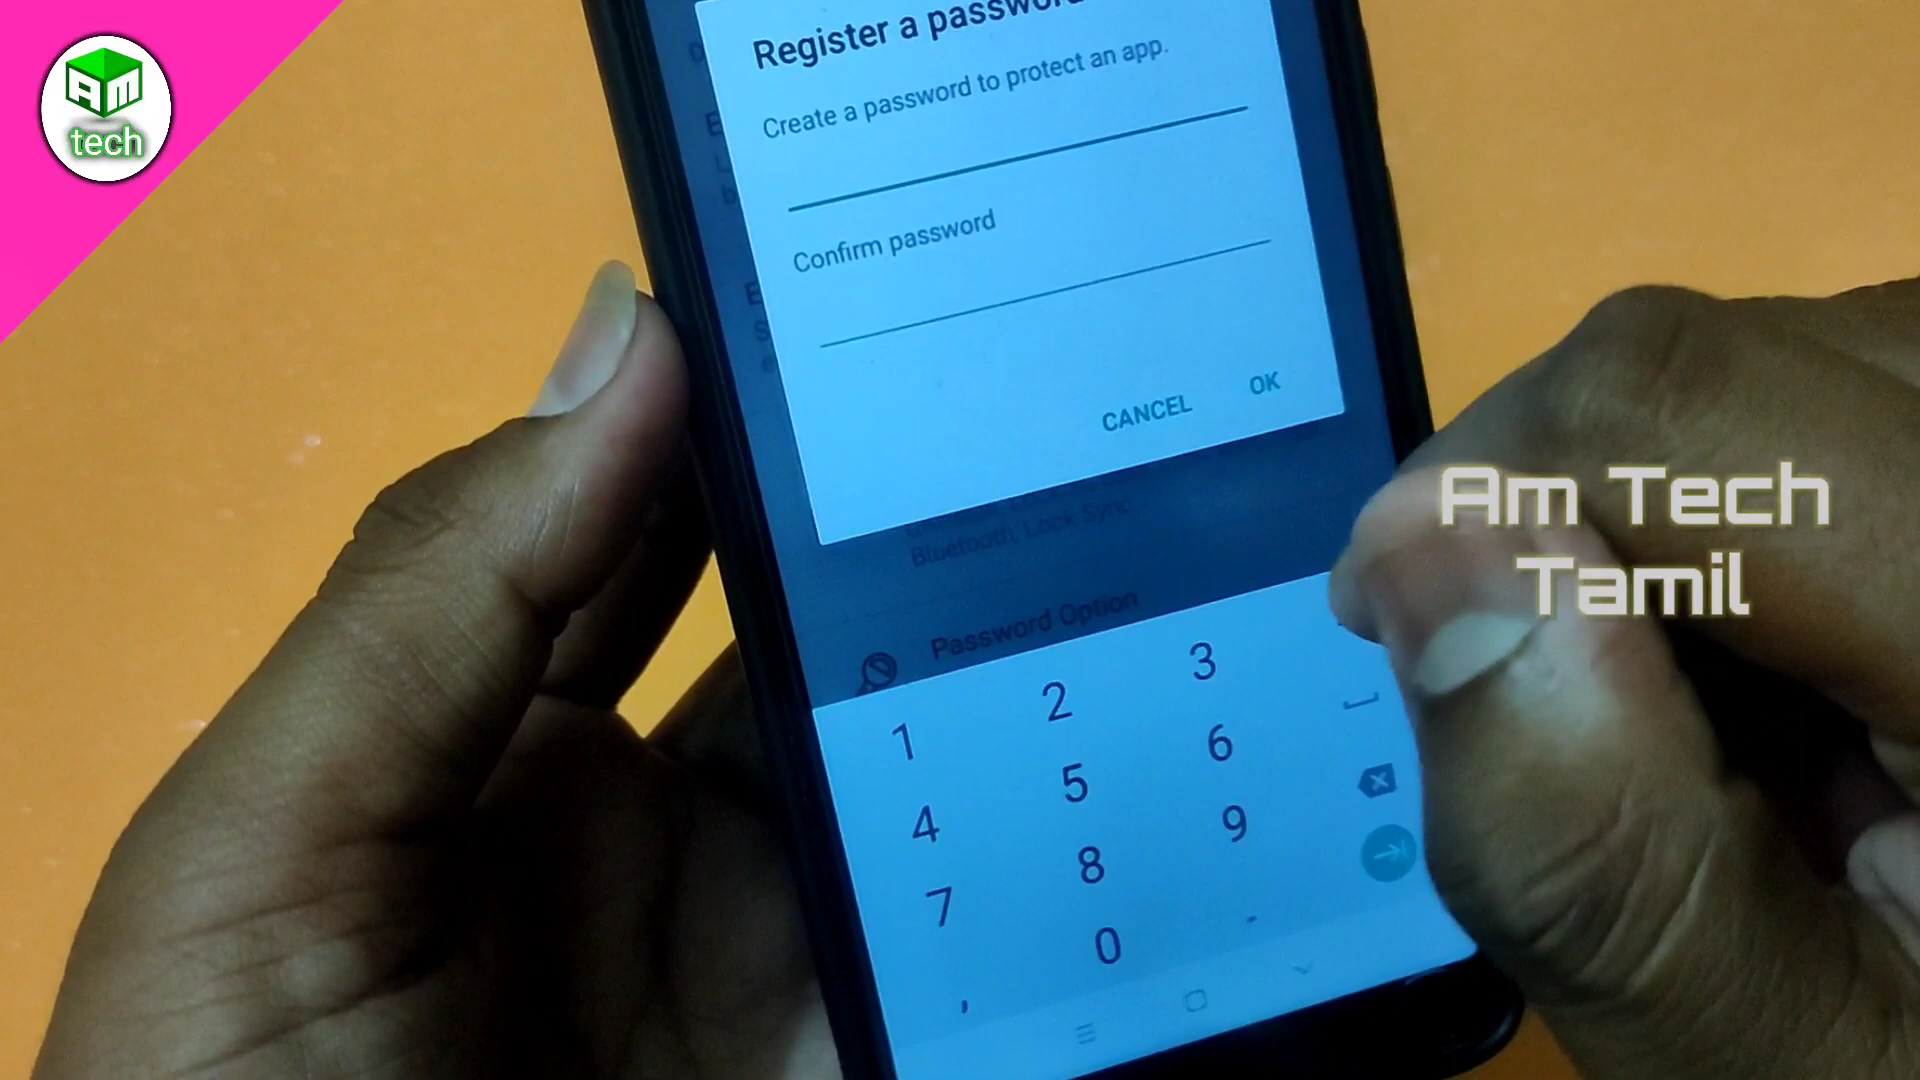 Am
tech
Register a password
Create a password to protect an app.
Confirm password
CANCEL
OK
Bluetooth, Lock Sync
Password Option
Am Tech
Tamil
1
2
3
4
5
6
7
8
9
0
,
-